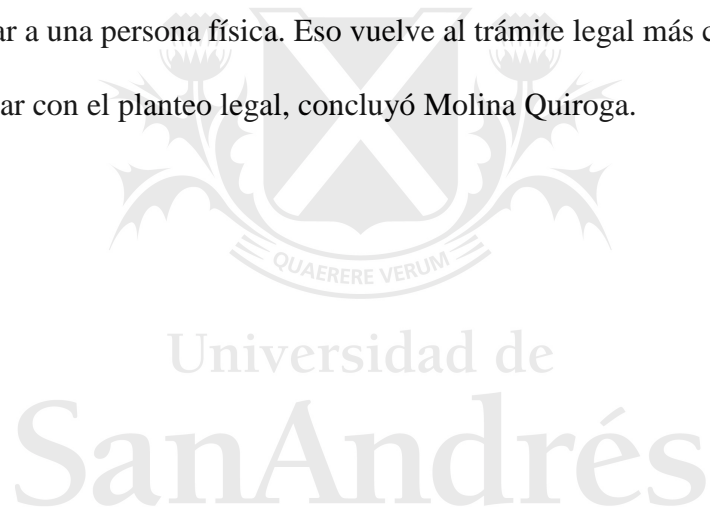 ar a una persona física. Eso vuelve al trámite legal más
ar con el planteo legal, concluyó Molina Quiroga.
QUAERERE VERUM
Universidad de
SanAndrés